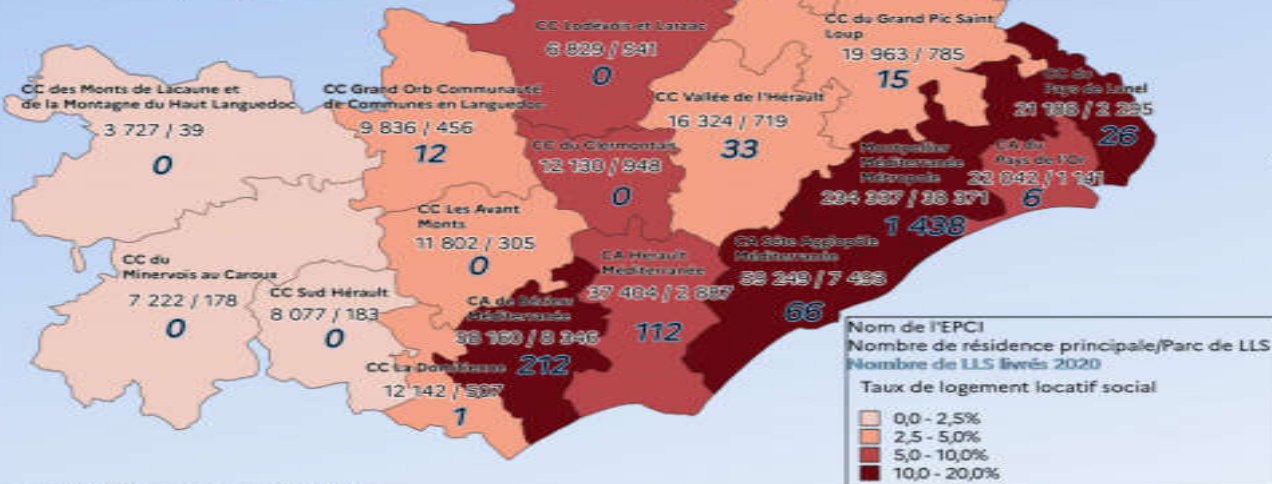 CC Lodévois et Larzac
6 829 / 541
0
CC du Grand Pic Saint
Loup
19 963 / 785
15
CC des Monts de Lacaune et
de la Montagne du Haut Languedoc
3 727 / 39
0
CC Grand Orb Communauté
de Communes en Languedoc
9 836 / 456
12
CC Vallée de l'Hérault
16 324 / 719
33
CC du
Pays de Lunel
26
CC du Clermontais
12 130 / 948
0
Montpellier
Méditerranée
Métropole
1 438
CA du
Pays de l'Or
6
CC Les Avant
Monts
11 802 / 305
0
CA Sète Agglopôle
Méditerranée
66
CA Hérault
Méditerranée
112
CC du
Minervois au Caroux
7 222 / 178
0
CC Sud Hérault
8 077 / 183
0
CA de Béziers
Méditerranée
212
CC La Domitienne
12 142
1
Nom de l'EPCI
Nombre de résidence principale/Parc de LLS
Nombre de LLS livrés 2020
Taux de logement locatif social
0,0 - 2,5%
2,5 - 5,0%
5,0 - 10,0%
10,0 - 20,0%